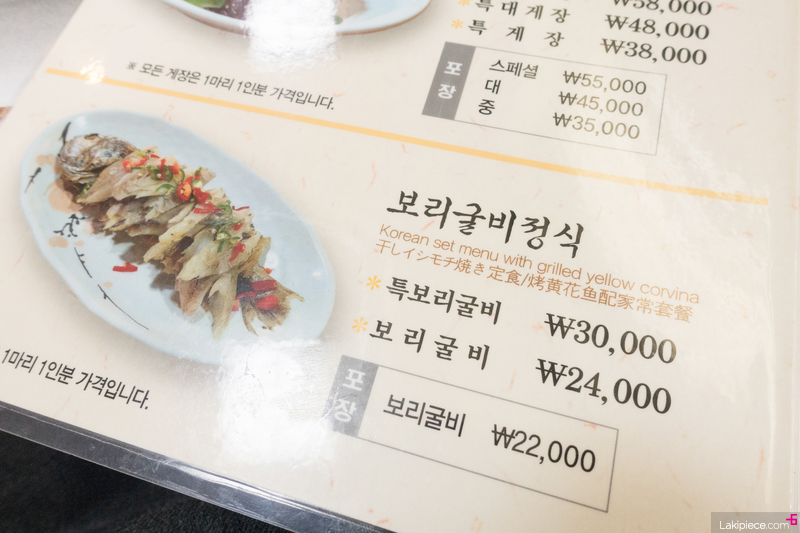 특대게장 ₩48,000
특 게 장 ₩38,000
포장 스페셜 ₩55,000
대 ₩45,000
중 ₩35,000
※ 모든 게장은 1마리 1인분 가격입니다.
보리굴비정식
Korean set menu with grilled yellow corvina
干しイシモチ焼き定食/烤黄花鱼配家常套餐
*특보리굴비 ₩30,000
*보리굴비 ₩24,000
포장 보리굴비 ₩22,000
1마리 1인분 가격입니다.
Lakipiece.com